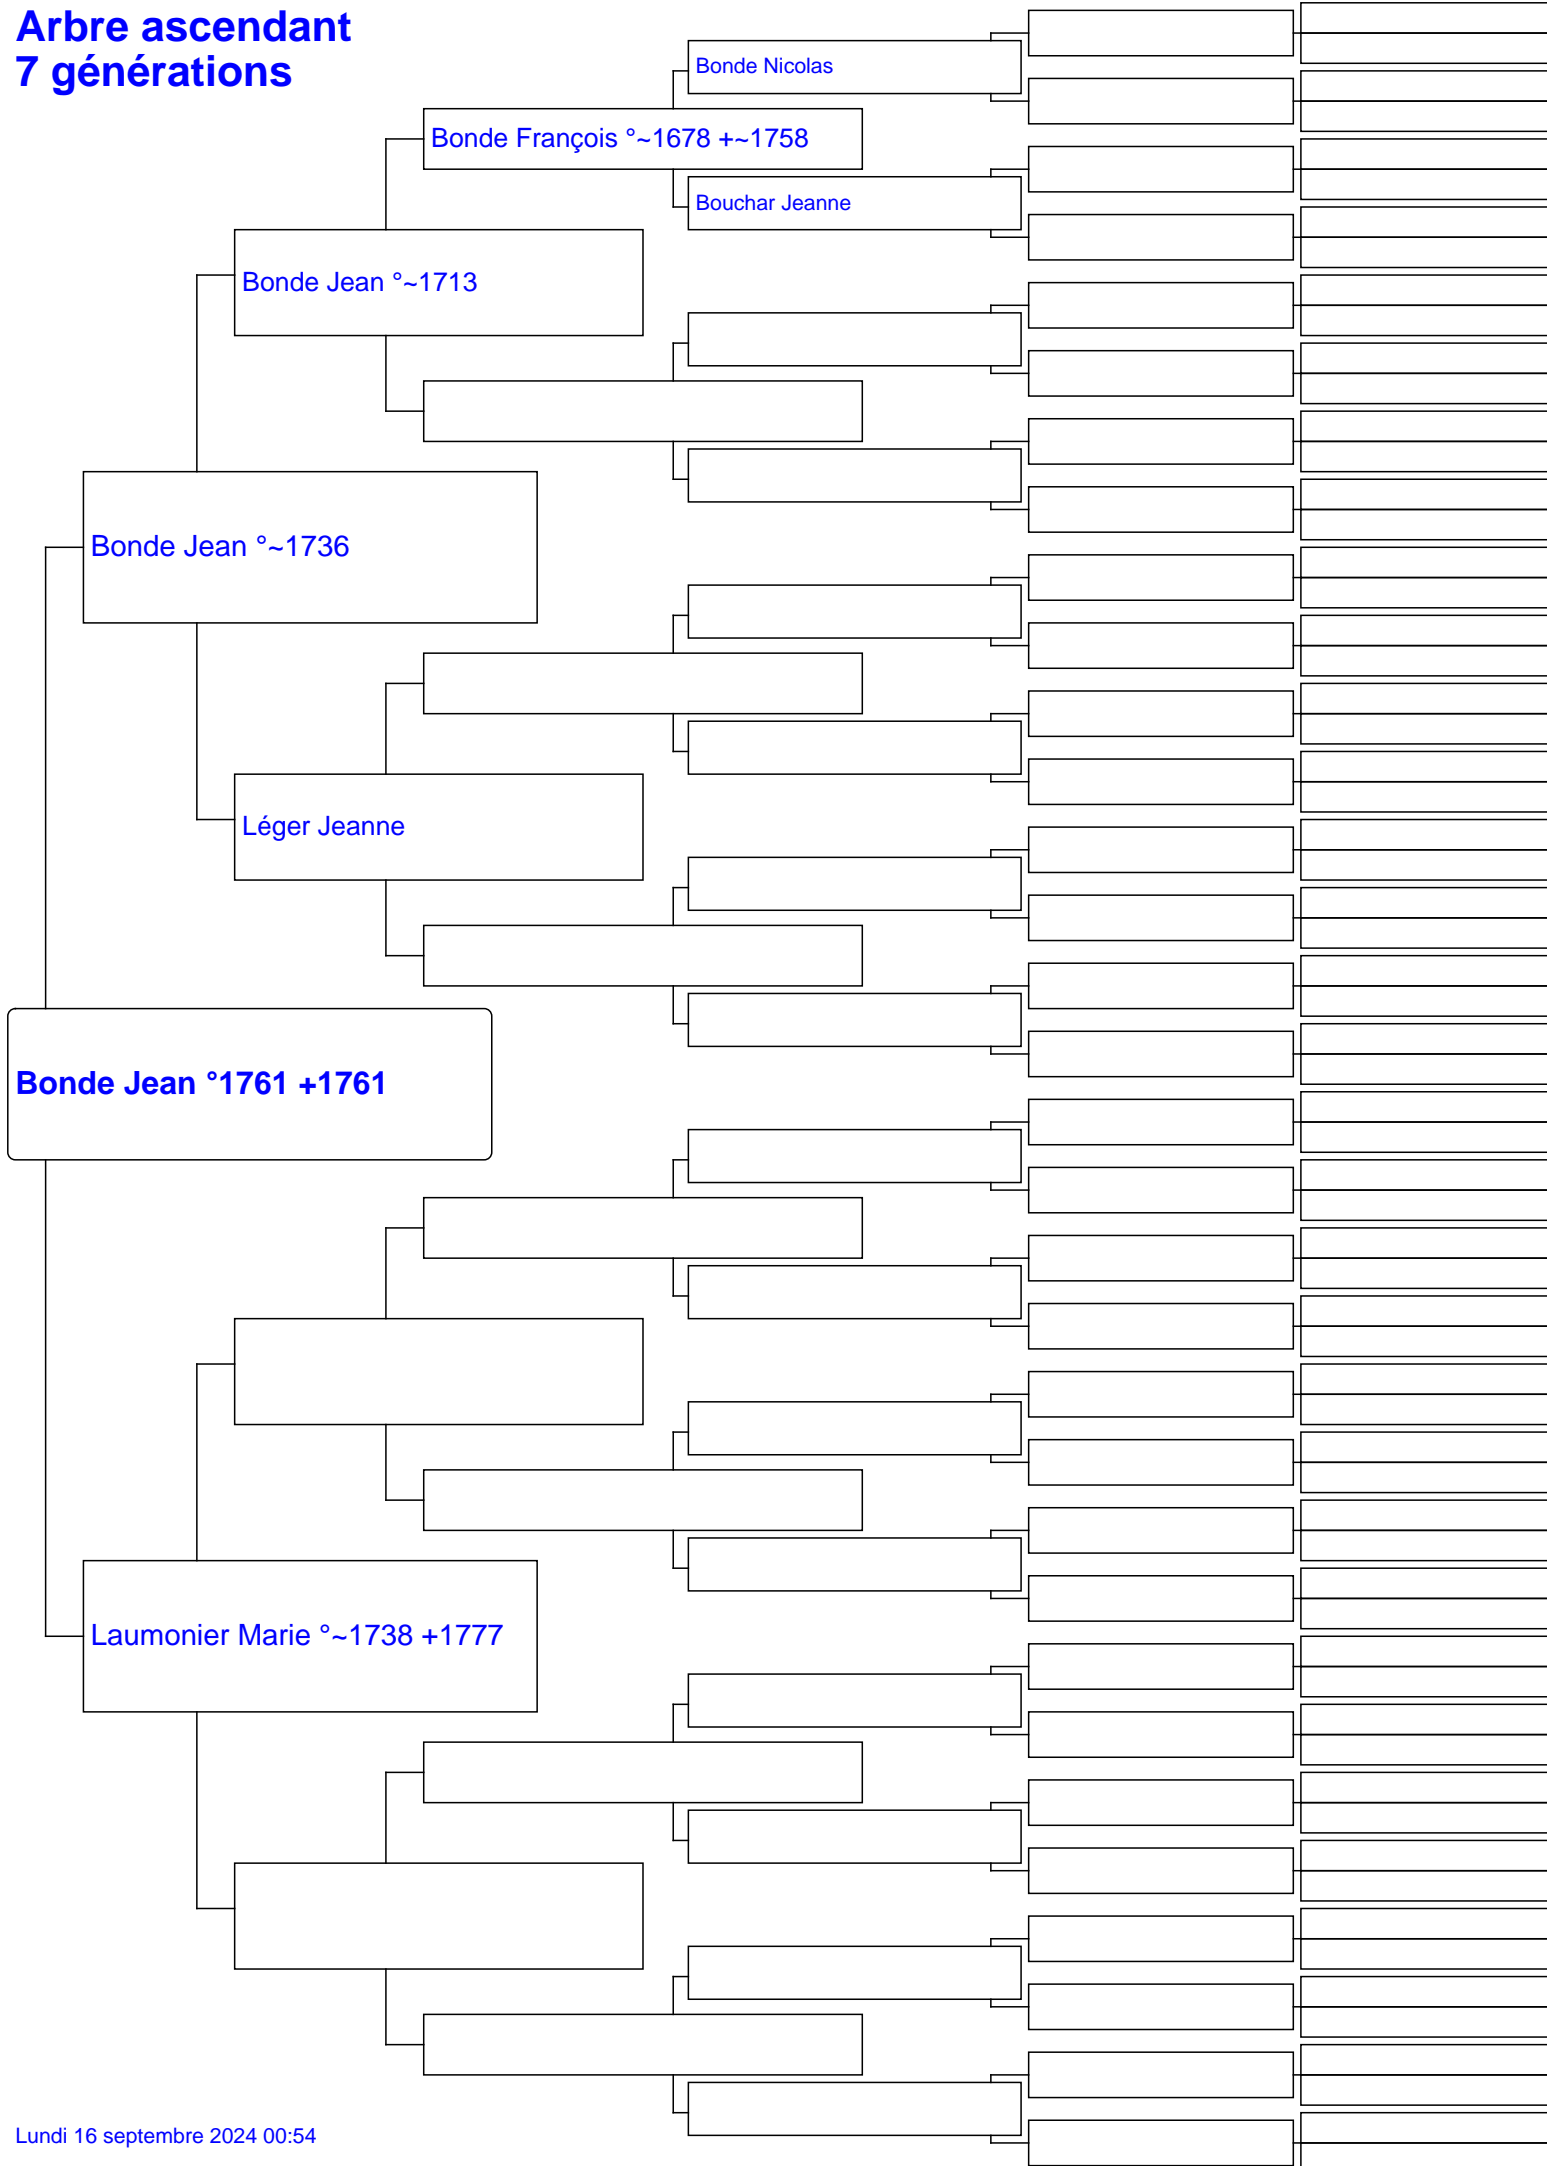 Arbre ascendant
7 générations
Bonde Nicolas
Bonde François °~1678 +~1758
Bouchar Jeanne
Bonde Jean °~1713
Bonde Jean °~1736
Léger Jeanne
Bonde Jean °1761 +1761
Laumonier Marie °~1738 +1777
Lundi 16 septembre 2024 00:54